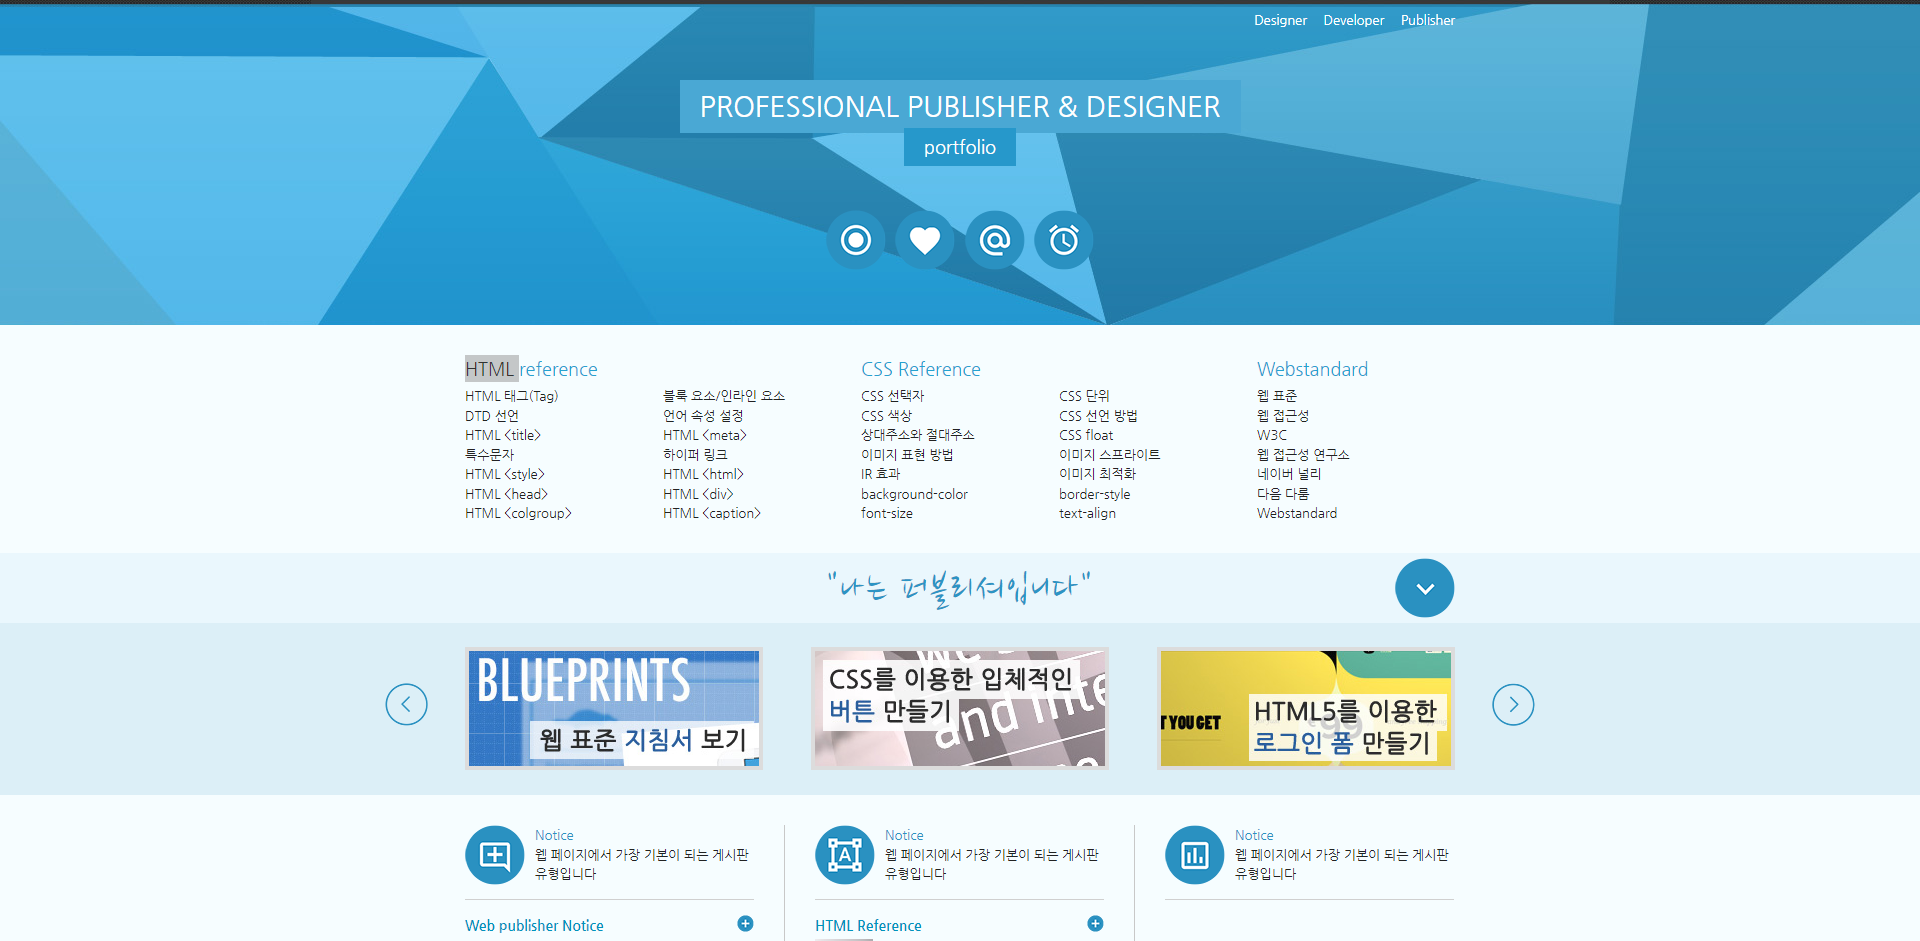 Designer Developer Publisher
PROFESSIONAL PUBLISHER & DESIGNER
portfolio
HTML reference
HTML 태그(Tag)
DTD 선언
HTML <title>
특수문자
HTML <style>
HTML <head>
HTML <colgroup>
블룩 요소/인라인 요소
언어 속성 설정
HTML <meta>
하이퍼 링크
HTML <html>
HTML <div>
HTML <caption>
CSS Reference
CSS 선택자
CSS 색상
상대주소와 절대주소
이미지 표현 방법
IR 효과
background-color
font-size
CSS 단위
CSS 선언 방법
CSS float
이미지 스프라이트
이미지 최적화
border-style
text-align
Webstandard
웹 표준
웹 접근성
W3C
웹 접근성 연구소
네이버 널리
다음 다룸
Webstandard
"나는 퍼블리셔입니다"
BLUEPRINTS
웹 표준 지침서 보기
CSS를 이용한 입체적인
버튼 만들기
and inte
T YOU GET
HTML5를 이용한
로그인 폼 만들기
Notice
웹 페이지에서 가장 기본이 되는 게시판
유형입니다
Notice
웹 페이지에서 가장 기본이 되는 게시판
유형입니다
Notice
웹 페이지에서 가장 기본이 되는 게시판
유형입니다
Web publisher Notice
HTML Reference